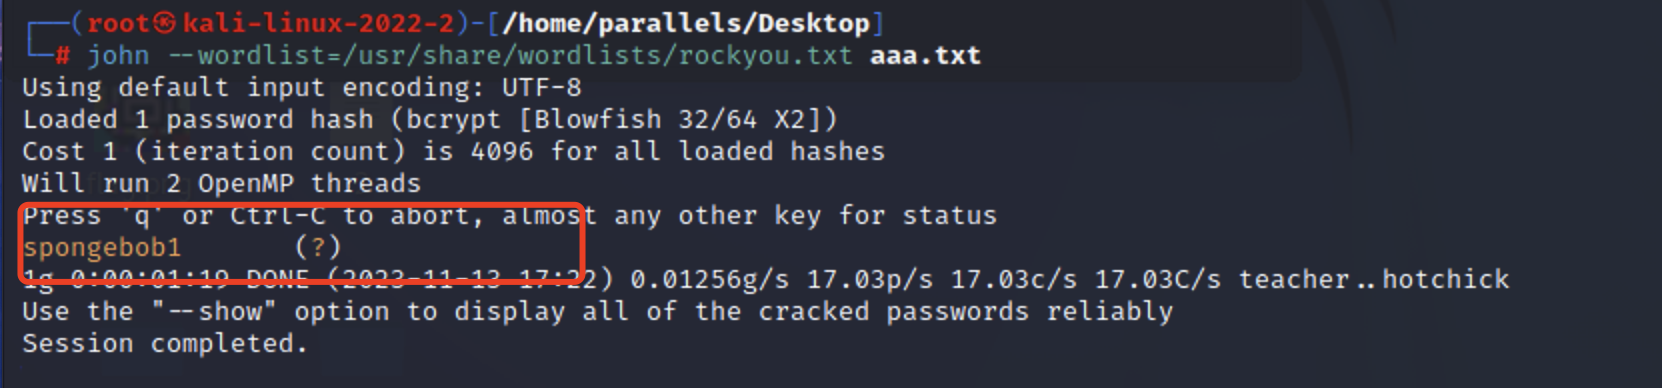 (root㉿kali-linux-2022-2)-[/home/parallels/Desktop]
# john --wordlist=/usr/share/wordlists/rockyou.txt aaa.txt
Using default input encoding: UTF-8
Loaded 1 password hash (bcrypt [Blowfish 32/64 X2])
Cost 1 (iteration count) is 4096 for all loaded hashes
Will run 2 OpenMP threads
Press 'q' or Ctrl-C to abort, almost any other key for status
spongebob1       (?)
1g 0:00:01:19 DONE (2023-11-13 17:22) 0.01256g/s 17.03p/s 17.03c/s 17.03C/s teacher..hotchick
Use the "--show" option to display all of the cracked passwords reliably
Session completed.